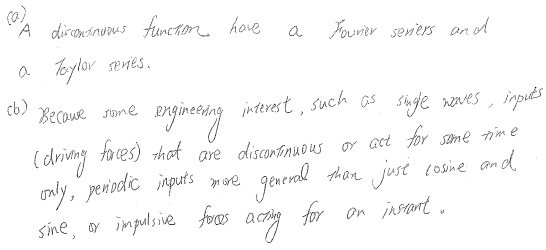 (a)
A discontinuous function have a Fourier seriers and
a Taylor series.
(b) Because some engineering interest, such as single waves, inputs
(driving forces) that are discontinuous or act for some time
only, periodic inputs more general than just cosine and
sine, or impulsive forces acting for an instant.